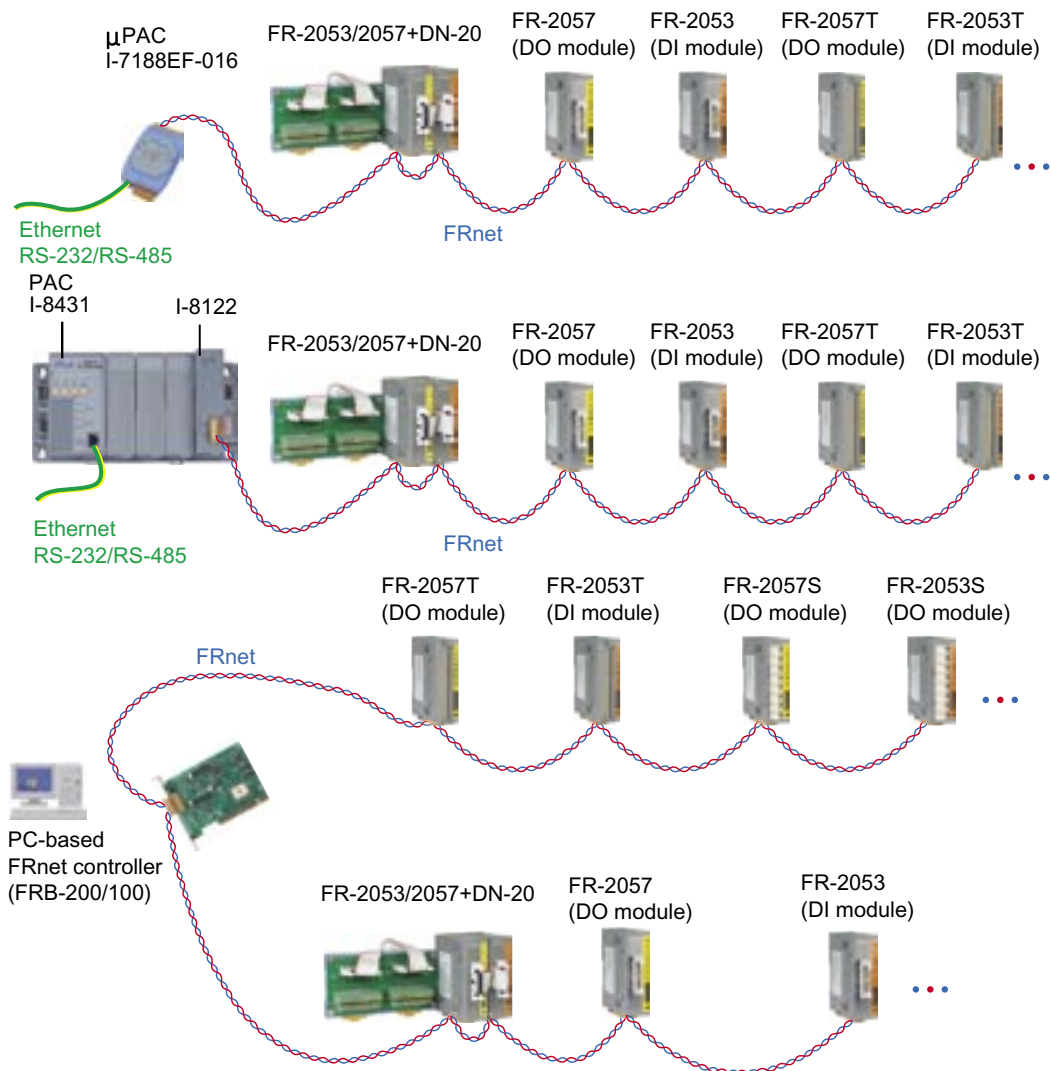 μPAC
I-7188EF-016
FR-2053/2057+DN-20
FR-2057
(DO module)
FR-2053
(DI module)
FR-2057T
(DO module)
FR-2053T
(DI module)
Ethernet
RS-232/RS-485
FRnet
PAC
I-8431
I-8122
FR-2053/2057+DN-20
FR-2057
(DO module)
FR-2053
(DI module)
FR-2057T
(DO module)
FR-2053T
(DI module)
Ethernet
RS-232/RS-485
FRnet
FR-2057T
(DO module)
FR-2053T
(DI module)
FR-2057S
(DO module)
FR-2053S
(DO module)
FRnet
PC-based
FRnet controller
(FRB-200/100)
FR-2053/2057+DN-20
FR-2057
(DO module)
FR-2053
(DI module)